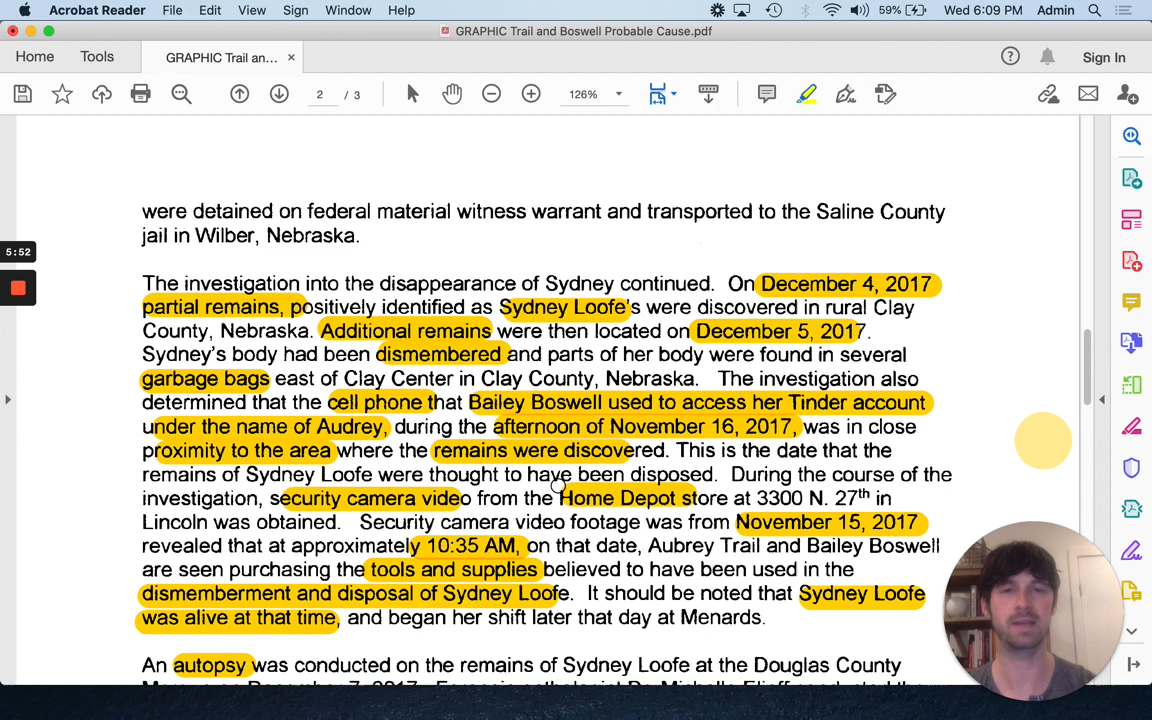 Acrobat Reader File Edit View Sign Window Help 59% Wed 6:09 PM Admin
GRAPHIC Trail and Boswell Probable Cause.pdf
Home Tools GRAPHIC Trail an... × Sign In
2 / 3 126%
were detained on federal material witness warrant and transported to the Saline County
jail in Wilber, Nebraska.
5:52
The investigation into the disappearance of Sydney continued. On December 4, 2017
partial remains, positively identified as Sydney Loofe's were discovered in rural Clay
County, Nebraska. Additional remains were then located on December 5, 2017.
Sydney's body had been dismembered and parts of her body were found in several
garbage bags east of Clay Center in Clay County, Nebraska. The investigation also
determined that the cell phone that Bailey Boswell used to access her Tinder account
under the name of Audrey, during the afternoon of November 16, 2017, was in close
proximity to the area where the remains were discovered. This is the date that the
remains of Sydney Loofe were thought to have been disposed. During the course of the
investigation, security camera video from the Home Depot store at 3300 N. 27th in
Lincoln was obtained. Security camera video footage was from November 15, 2017
revealed that at approximately 10:35 AM, on that date, Aubrey Trail and Bailey Boswell
are seen purchasing the tools and supplies believed to have been used in the
dismemberment and disposal of Sydney Loofe. It should be noted that Sydney Loofe
was alive at that time, and began her shift later that day at Menards.
An autopsy was conducted on the remains of Sydney Loofe at the Douglas County